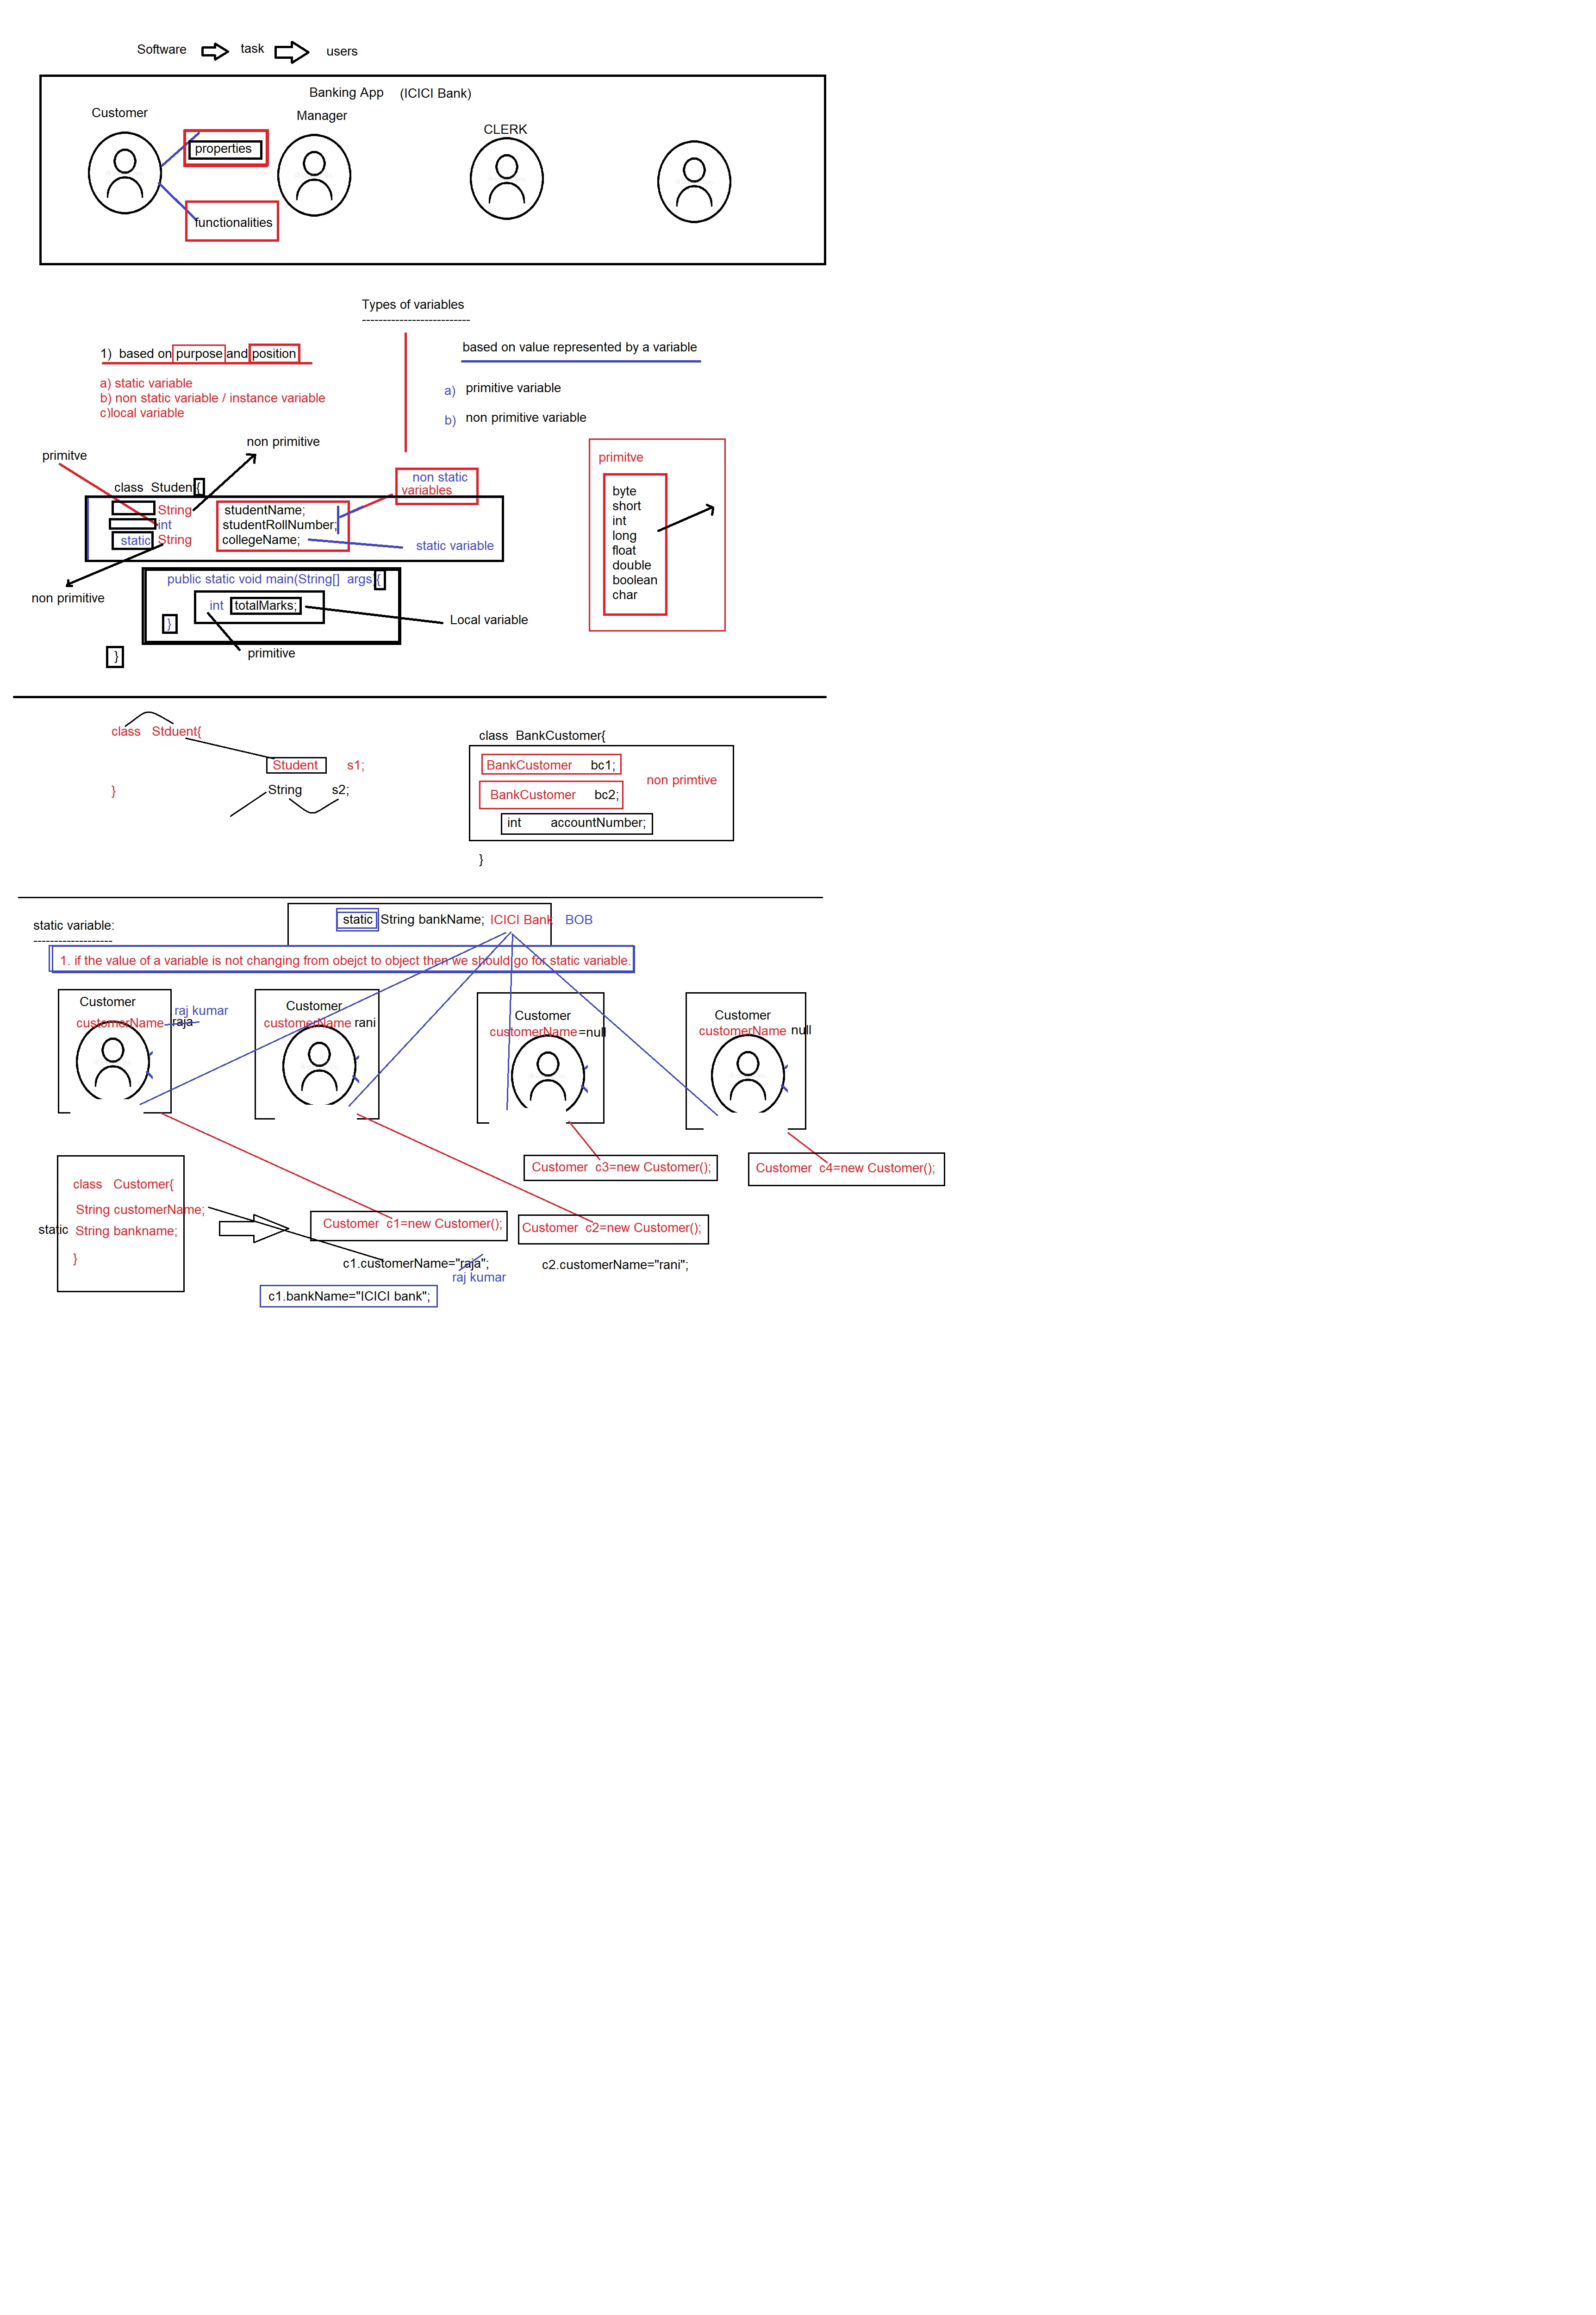 Software task users
Banking App (ICICI Bank)
Customer
Manager
CLERK
properties
functionalities
Types of variables
--------------------------
1) based on purpose and position
a) static variable
b) non static variable / instance variable
c)local variable
based on value represented by a variable
a) primitive variable
b) non primitive variable
non primitive
primitve
class Student{
String studentName;
int studentRollNumber;
static String collegeName;
non static
variables
static variable
non primitive
public static void main(String[] args){
int totalMarks;
}
Local variable
primitive
}
primitve
byte
short
int
long
float
double
boolean
char
class Stduent{
Student s1;
String s2;
}
class BankCustomer{
BankCustomer bc1;
BankCustomer bc2;
non primtive
int accountNumber;
}
static variable:
-------------------
static String bankName; ICICI Bank BOB
1. if the value of a variable is not changing from obejct to object then we should go for static variable.
Customer
raj kumar
customerName raja
Customer
customerName rani
Customer
customerName =null
Customer
customerName null
Customer c3=new Customer();
Customer c4=new Customer();
class Customer{
String customerName;
static String bankname;
}
Customer c1=new Customer();
Customer c2=new Customer();
c1.customerName="raja";
raj kumar
c2.customerName="rani";
c1.bankName="ICICI bank";